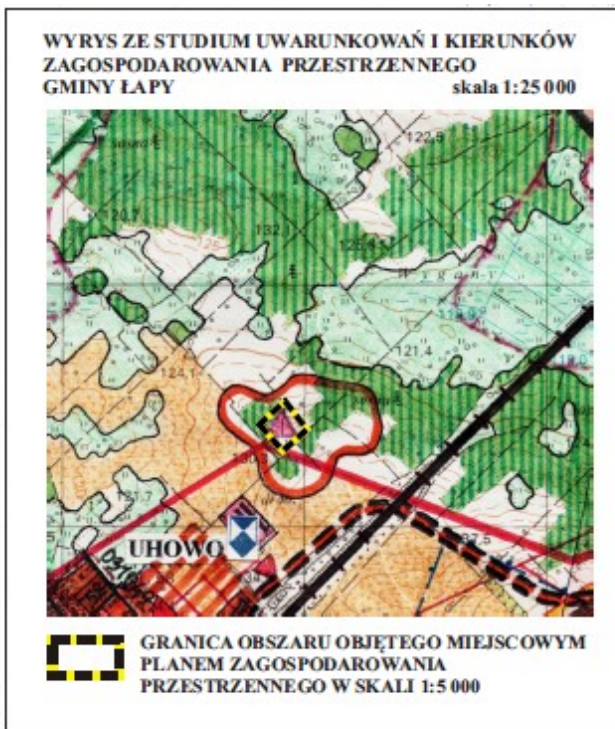 WYRYS ZE STUDIUM UWARUNKOWAŃ I KIERUNKÓW
ZAGOSPODAROWANIA PRZESTRZENNEGO
GMINY ŁAPY skala 1:25 000
122,5
132,1
121,4
124,1
121,7
UHOWO
GRANICA OBSZARU OBJĘTEGO MIEJSCOWYM
PLANEM ZAGOSPODAROWANIA
PRZESTRZENNEGO W SKALI 1:5 000